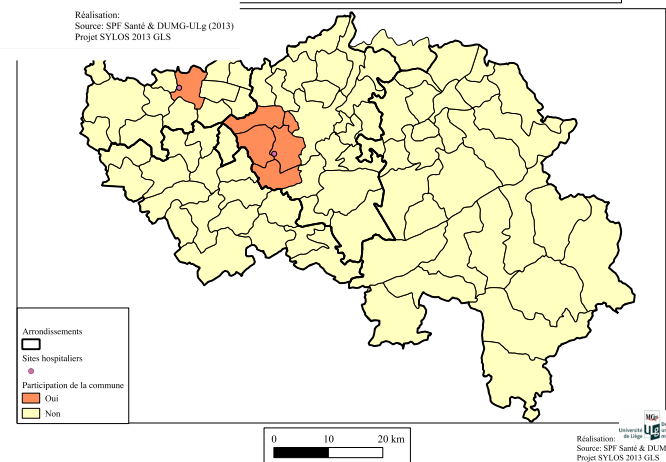 Réalisation:
Source: SPF Santé & DUMG-ULg (2013)
Projet SYLOS 2013 GLS
Arrondissements
Sites hospitaliers
Participation de la commune
Oui
Non
0 10 20 km
Université
de Liège
Réalisation:
Source: SPF Santé & DUM
Projet SYLOS 2013 GLS